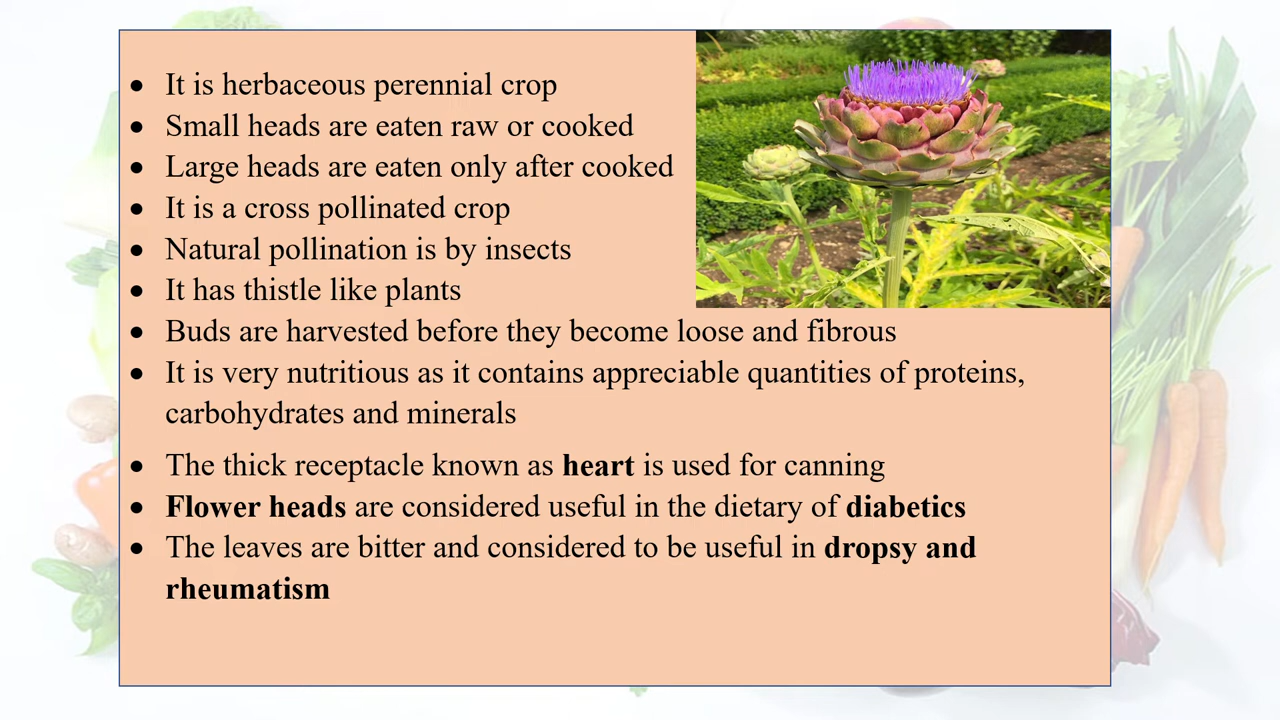 • It is herbaceous perennial crop
• Small heads are eaten raw or cooked
• Large heads are eaten only after cooked
• It is a cross pollinated crop
• Natural pollination is by insects
• It has thistle like plants
• Buds are harvested before they become loose and fibrous
• It is very nutritious as it contains appreciable quantities of proteins,
carbohydrates and minerals
• The thick receptacle known as heart is used for canning
• Flower heads are considered useful in the dietary of diabetics
• The leaves are bitter and considered to be useful in dropsy and
rheumatism